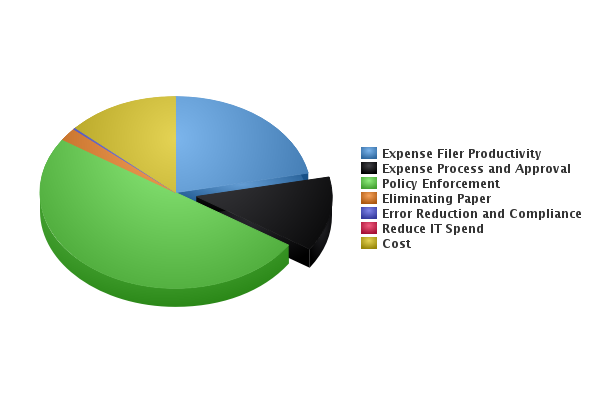 Expense Filer Productivity
Expense Process and Approval
Policy Enforcement
Eliminating Paper
Error Reduction and Compliance
Reduce IT Spend
Cost